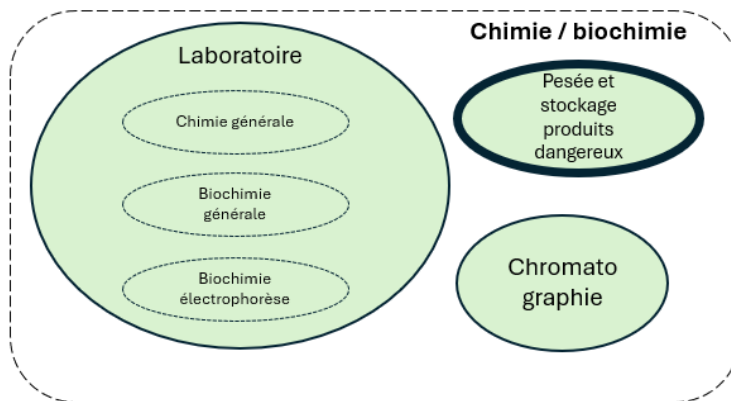 Chimie / biochimie
Laboratoire
Chimie générale
Biochimie
générale
Biochimie
électrophorèse
Pesée et
stockage
produits
dangereux
Chromato
graphie